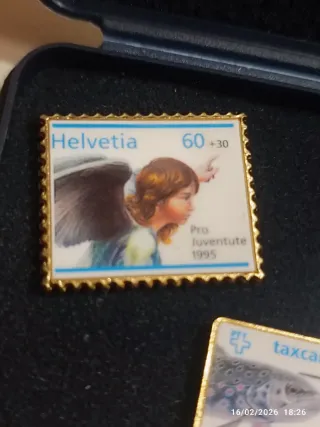 Helvetia 60 +30
Pro
Juventute
1995
taxca
16/02/2026 18:26